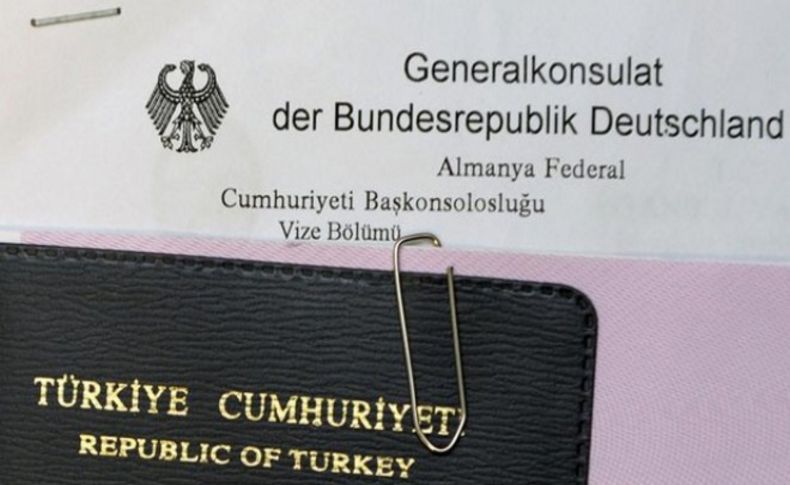 Generalkonsulat
der Bundesrepublik Deutschland
Almanya Federal
Cumhuriyeti Başkonsolosluğu
Vize Bölümü
TÜRKİYE CUMHURİYETİ
REPUBLIC OF TURKEY